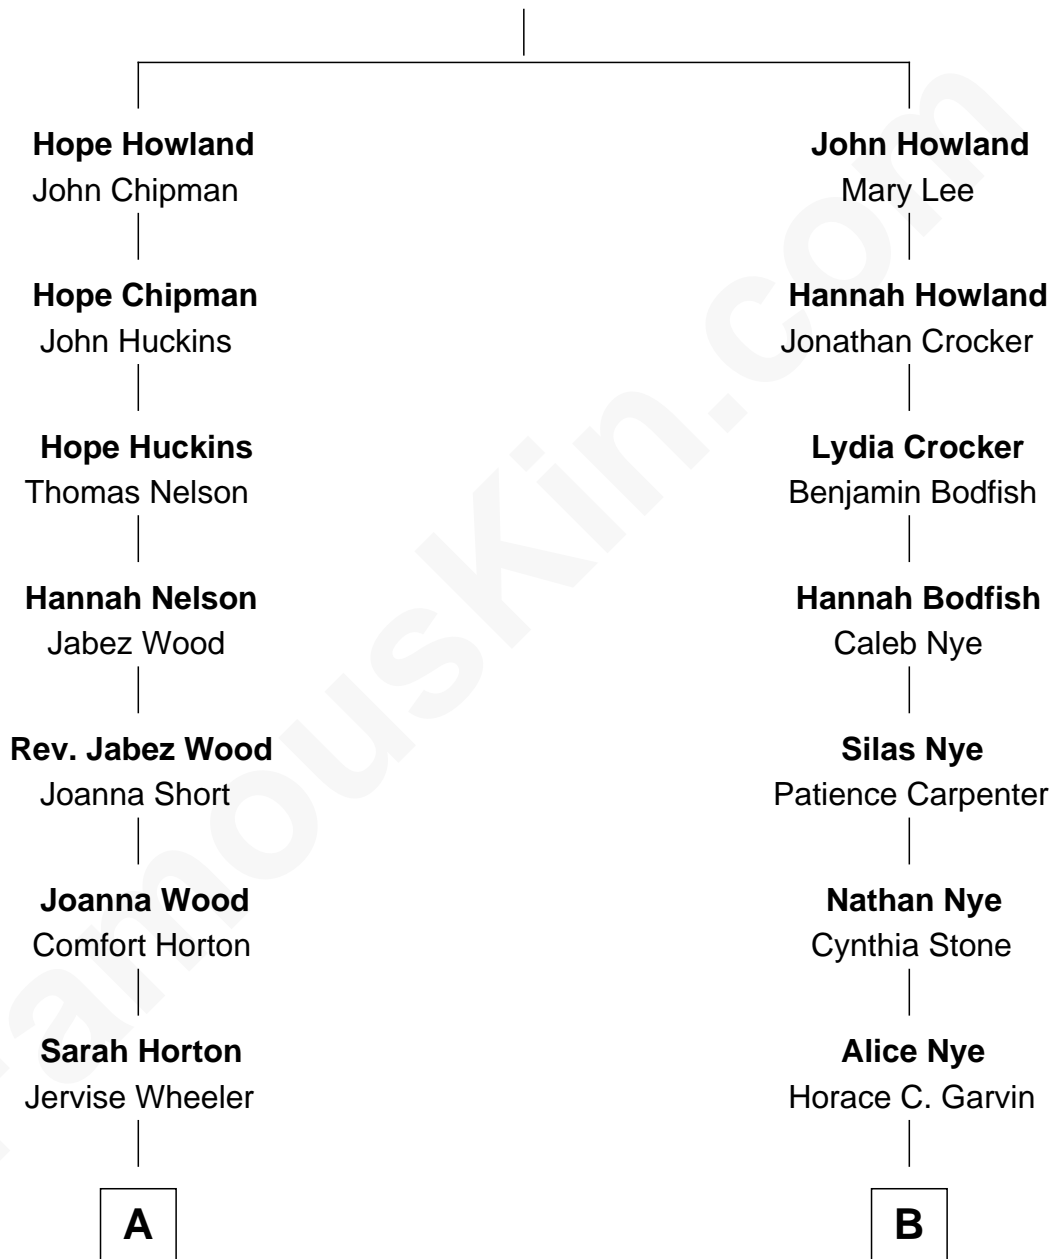 Hope Howland
John Chipman
Hope Chipman
John Huckins
Hope Huckins
Thomas Nelson
Hannah Nelson
Jabez Wood
Rev. Jabez Wood
Joanna Short
Joanna Wood
Comfort Horton
Sarah Horton
Jervise Wheeler
A
John Howland
Mary Lee
Hannah Howland
Jonathan Crocker
Lydia Crocker
Benjamin Bodfish
Hannah Bodfish
Caleb Nye
Silas Nye
Patience Carpenter
Nathan Nye
Cynthia Stone
Alice Nye
Horace C. Garvin
B
FamousKin.com